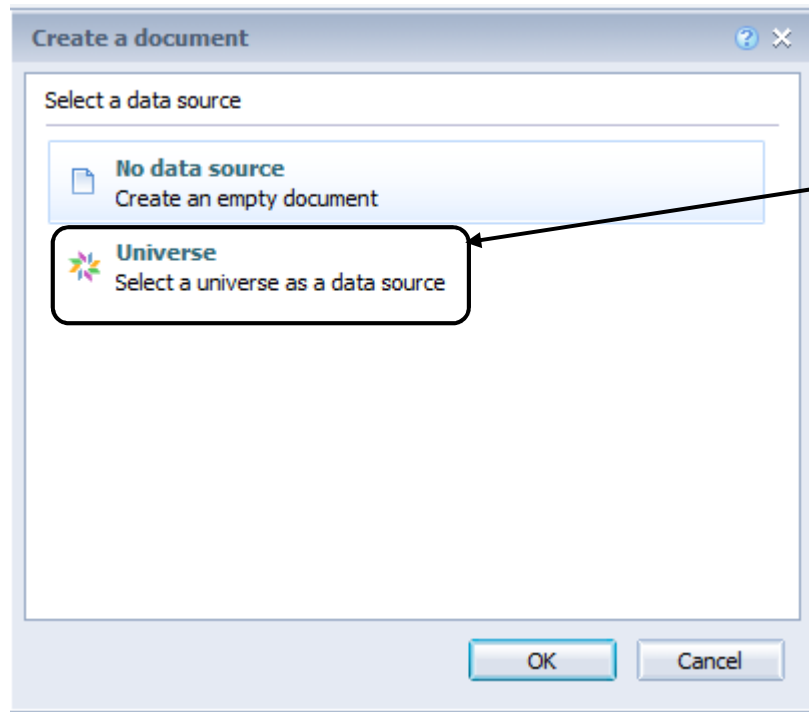 Create a document
Select a data source
No data source
Create an empty document
Universe
Select a universe as a data source
OK
Cancel